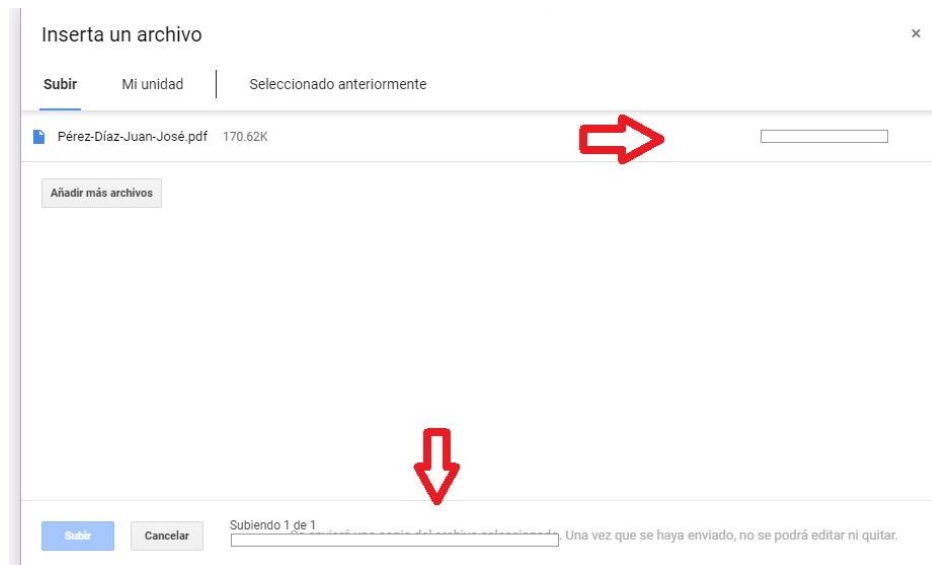 Inserta un archivo
×
Subir Mi unidad Seleccionado anteriormente
Pérez-Díaz-Juan-José.pdf 170.62K
Añadir más archivos
Subir Cancelar Subiendo 1 de 1
. Una vez que se haya enviado, no se podrá editar ni quitar.